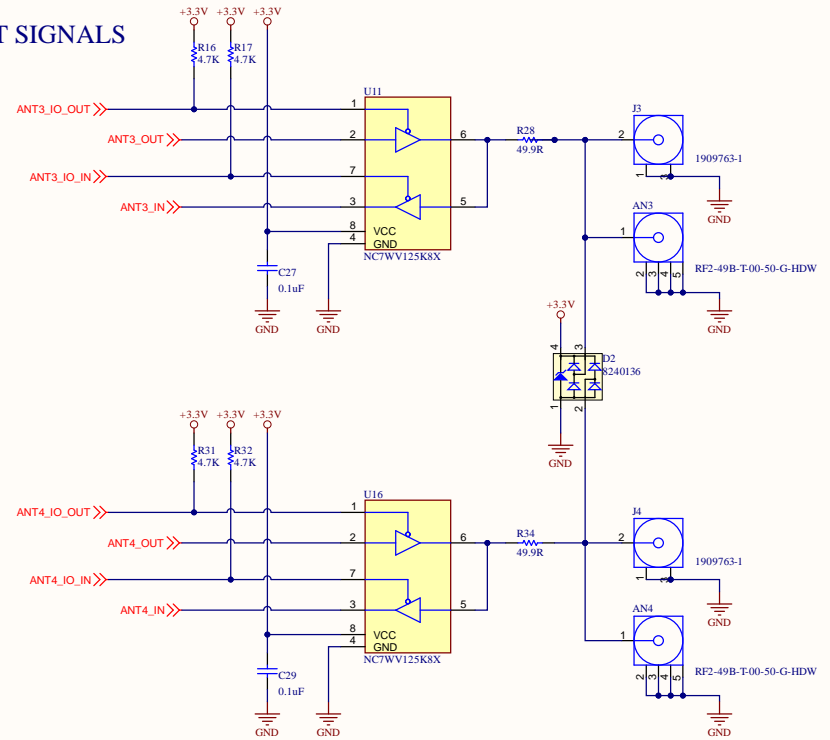 T SIGNALS
+3.3V +3.3V +3.3V
R16
4.7K
R17
4.7K
U11
ANT3_IO_OUT
1
ANT3_OUT
2
6
R28
49.9R
J3
2
1909763-1
1
3
GND
ANT3_IO_IN
7
ANT3_IN
3
5
AN3
1
8 VCC
4 GND
NC7WV125K8X
RF2-49B-T-00-50-G-HDW
2
3
4
5
GND
C27
0.1uF
GND
GND
+3.3V
4
3
D2
8240136
1
2
GND
+3.3V +3.3V +3.3V
R31
4.7K
R32
4.7K
U16
ANT4_IO_OUT
1
ANT4_OUT
2
6
R34
49.9R
J4
2
1909763-1
1
3
GND
ANT4_IO_IN
7
ANT4_IN
3
5
AN4
1
8 VCC
4 GND
NC7WV125K8X
RF2-49B-T-00-50-G-HDW
2
3
4
5
GND
C29
0.1uF
GND
GND